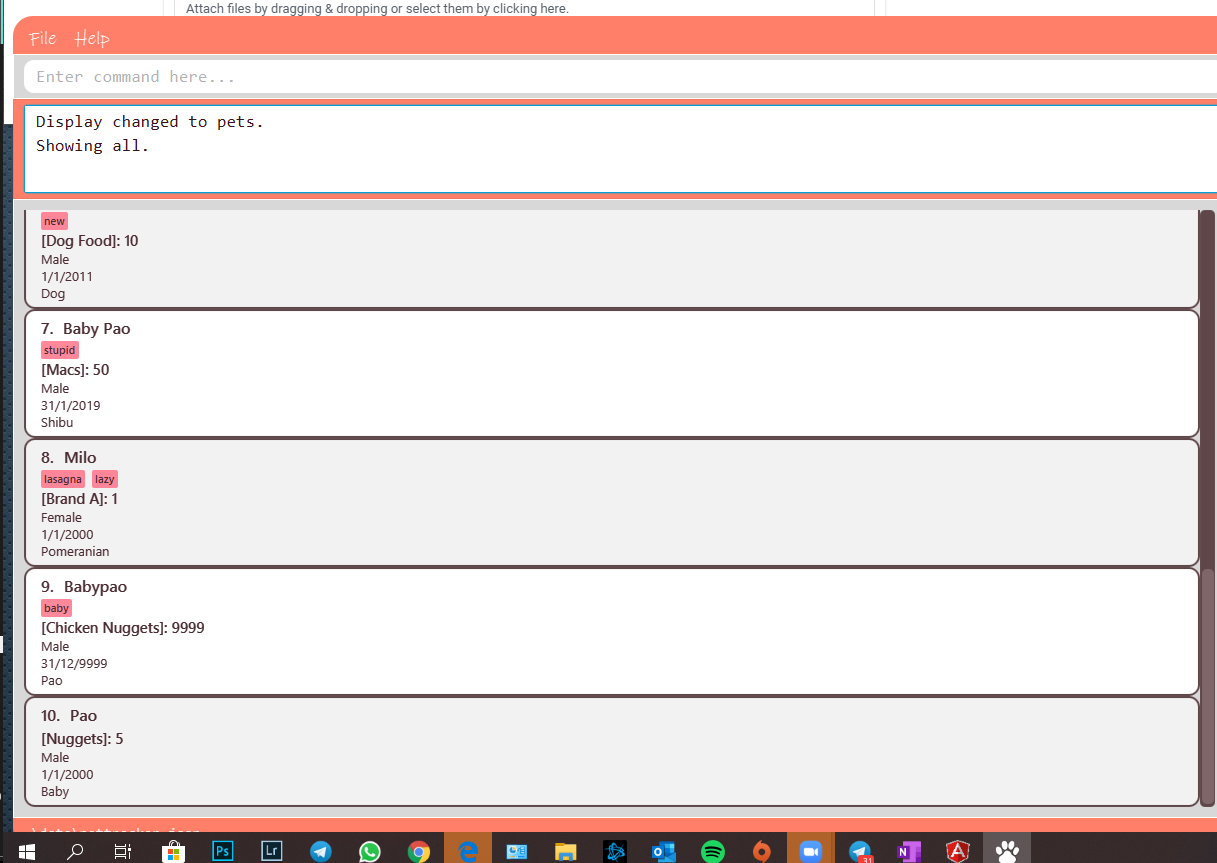 Attach files by dragging & dropping or select them by clicking here.
File Help
Enter command here...
Display changed to pets.
Showing all.
new
[Dog Food]: 10
Male
1/1/2011
Dog
7. Baby Pao
stupid
[Macs]: 50
Male
31/1/2019
Shibu
8. Milo
lasagna lazy
[Brand A]: 1
Female
1/1/2000
Pomeranian
9. Babypao
baby
[Chicken Nuggets]: 9999
Male
31/12/9999
Pao
10. Pao
[Nuggets]: 5
Male
1/1/2000
Baby
Ps Lr 31